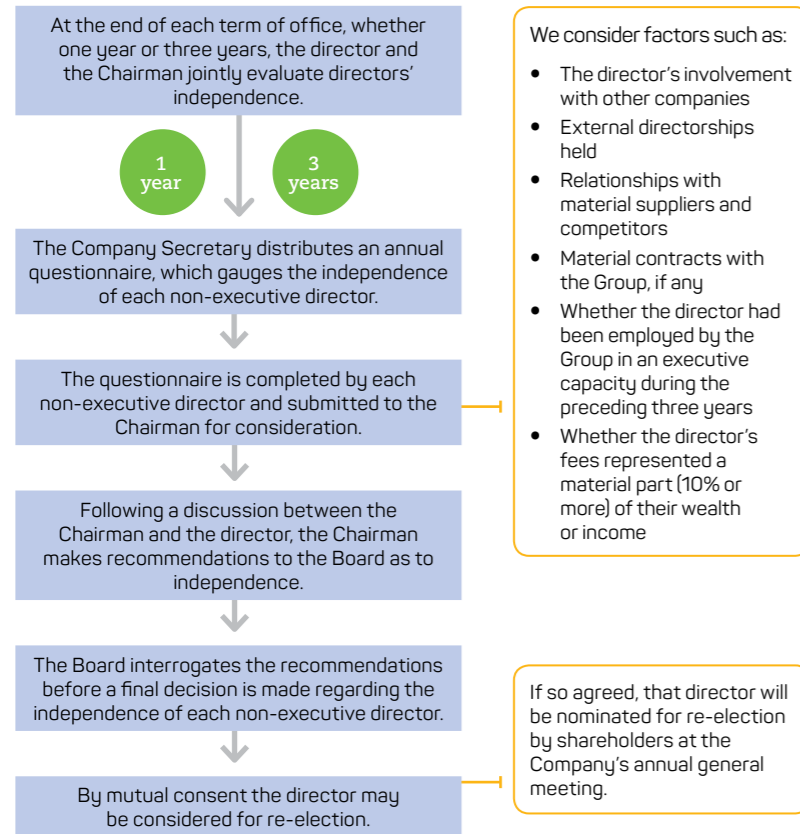 At the end of each term of office, whether
one year or three years, the director and
the Chairman jointly evaluate directors'
independence.
1
year
3
years
The Company Secretary distributes an annual
questionnaire, which gauges the independence
of each non-executive director.
The questionnaire is completed by each
non-executive director and submitted to the
Chairman for consideration.
Following a discussion between the
Chairman and the director, the Chairman
makes recommendations to the Board as to
independence.
The Board interrogates the recommendations
before a final decision is made regarding the
independence of each non-executive director.
By mutual consent the director may
be considered for re-election.
We consider factors such as:
• The director's involvement
with other companies
• External directorships
held
• Relationships with
material suppliers and
competitors
• Material contracts with
the Group, if any
• Whether the director had
been employed by the
Group in an executive
capacity during the
preceding three years
• Whether the director's
fees represented a
material part (10% or
more) of their wealth
or income
If so agreed, that director will
be nominated for re-election
by shareholders at the
Company's annual general
meeting.